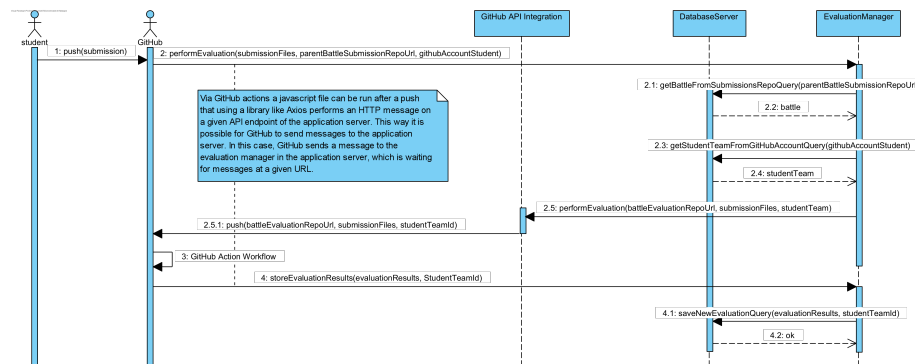 GitHub API Integration
DatabaseServer
EvaluationManager
student
GitHub
1: push(submission)
2: performEvaluation(submissionFiles, parentBattleSubmissionRepoUrl, githubAccountStudent)
2.1: getBattleFromSubmissionsRepoQuery(parentBattleSubmissionRepoUrl
Via GitHub actions a javascript file can be run after a push
that using a library like Axios performs an HTTP message on
a given API endpoint of the application server. This way it is
possible for GitHub to send messages to the application
server. In this case, GitHub sends a message to the
evaluation manager in the application server, which is waiting
for messages at a given URL.
2.2: battle
2.3: getStudentTeamFromGitHubAccountQuery(githubAccountStudent)
2.4: studentTeam
2.5: performEvaluation(battleEvaluationRepoUrl, submissionFiles, studentTeam)
2.5.1: push(battleEvaluationRepoUrl, submissionFiles, studentTeamId)
3: GitHub Action Workflow
4: storeEvaluationResults(evaluationResults, StudentTeamId)
4.1: saveNewEvaluationQuery(evaluationResults, studentTeamId)
4.2: ok